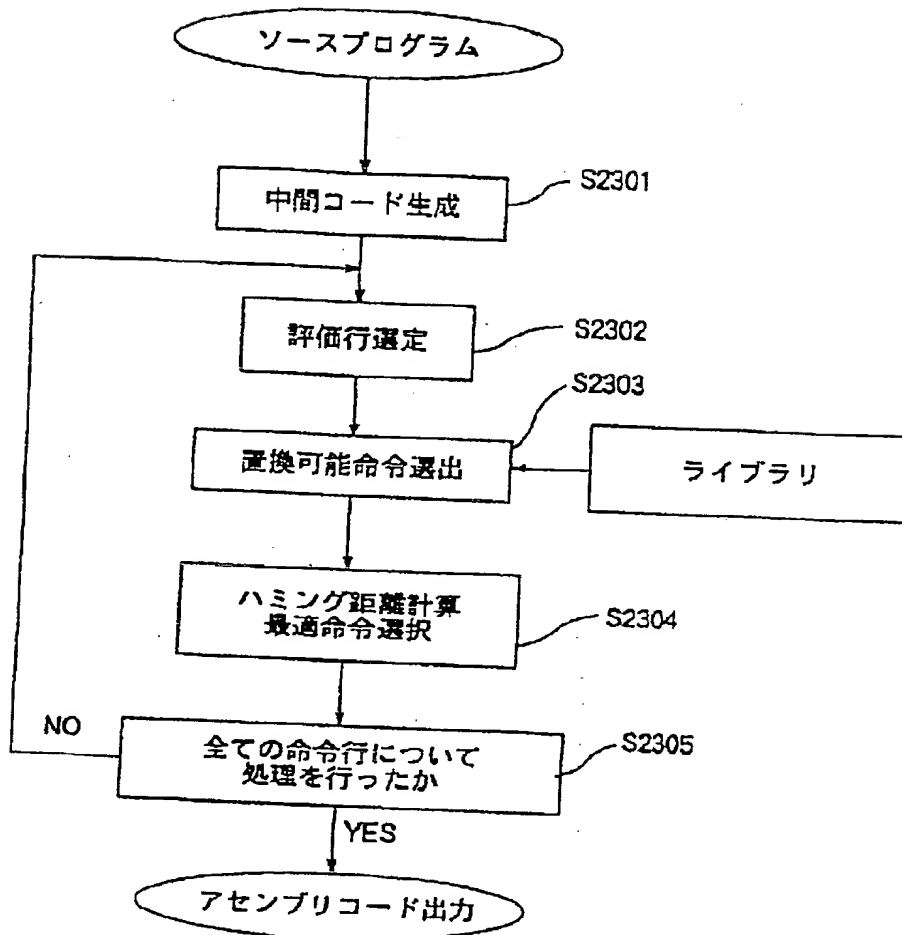 ソースプログラム
中間コード生成
S2301
評価行選定
S2302
置換可能命令選出
S2303
ライブラリ
ハミング距離計算
最適命令選択
S2304
全ての命令行について
処理を行ったか
S2305
NO
YES
アセンブリコード出力